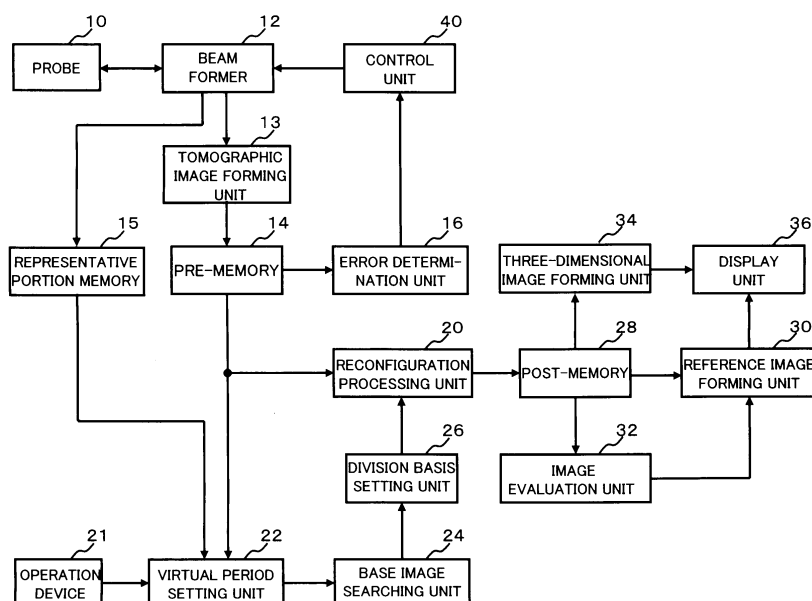 10
PROBE
12
BEAM
FORMER
40
CONTROL
UNIT
13
TOMOGRAPHIC
IMAGE FORMING
UNIT
15
REPRESENTATIVE
PORTION MEMORY
14
PRE-MEMORY
16
ERROR DETERMI-
NATION UNIT
34
THREE-DIMENSIONAL
IMAGE FORMING UNIT
36
DISPLAY
UNIT
20
RECONFIGURATION
PROCESSING UNIT
28
POST-MEMORY
30
REFERENCE IMAGE
FORMING UNIT
26
DIVISION BASIS
SETTING UNIT
32
IMAGE
EVALUATION UNIT
21
OPERATION
DEVICE
22
VIRTUAL PERIOD
SETTING UNIT
24
BASE IMAGE
SEARCHING UNIT